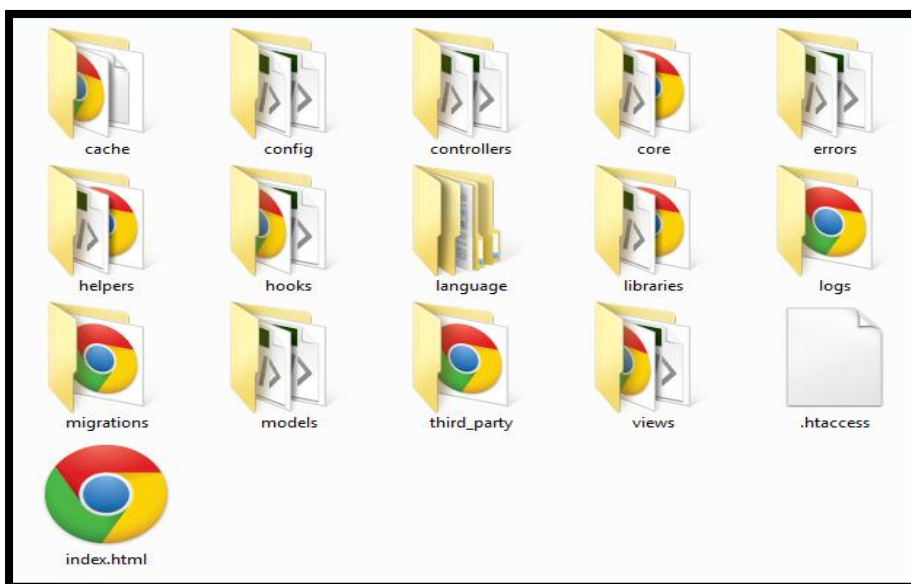 cache config controllers core errors
helpers hooks language libraries logs
migrations models third_party views .htaccess
index.html